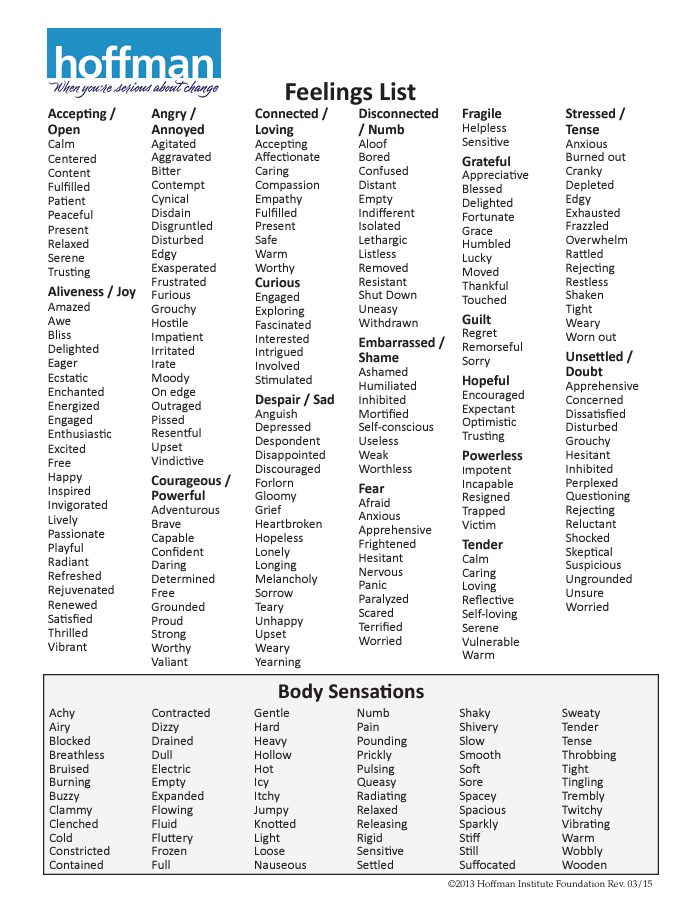 hoffman
When you're serious about change
Feelings List
Accepting /
Open
Calm
Centered
Content
Fulfilled
Patient
Peaceful
Present
Relaxed
Serene
Trusting
Aliveness / Joy
Amazed
Awe
Bliss
Delighted
Eager
Ecstatic
Enchanted
Energized
Engaged
Enthusiastic
Excited
Free
Happy
Inspired
Invigorated
Lively
Passionate
Playful
Radiant
Refreshed
Rejuvenated
Renewed
Satisfied
Thrilled
Vibrant
Angry /
Annoyed
Agitated
Aggravated
Bitter
Contempt
Cynical
Disdain
Disgruntled
Disturbed
Edgy
Exasperated
Frustrated
Furious
Grouchy
Hostile
Impatient
Irritated
Irate
Moody
On edge
Outraged
Pissed
Resentful
Upset
Vindictive
Courageous /
Powerful
Adventurous
Brave
Capable
Confident
Daring
Determined
Free
Grounded
Proud
Strong
Worthy
Valiant
Connected /
Loving
Accepting
Affectionate
Caring
Compassion
Empathy
Fulfilled
Present
Safe
Warm
Worthy
Curious
Engaged
Exploring
Fascinated
Interested
Intrigued
Involved
Stimulated
Despair / Sad
Anguish
Depressed
Despondent
Disappointed
Discouraged
Forlorn
Gloomy
Grief
Heartbroken
Hopeless
Lonely
Longing
Melancholy
Sorrow
Teary
Unhappy
Upset
Weary
Yearning
Disconnected
/ Numb
Aloof
Bored
Confused
Distant
Empty
Indifferent
Isolated
Lethargic
Listless
Removed
Resistant
Shut Down
Uneasy
Withdrawn
Embarrassed /
Shame
Ashamed
Humiliated
Inhibited
Mortified
Self-conscious
Useless
Weak
Worthless
Fear
Afraid
Anxious
Apprehensive
Frightened
Hesitant
Nervous
Panic
Paralyzed
Scared
Terrified
Worried
Fragile
Helpless
Sensitive
Grateful
Appreciative
Blessed
Delighted
Fortunate
Grace
Humbled
Lucky
Moved
Thankful
Touched
Guilt
Regret
Remorseful
Sorry
Hopeful
Encouraged
Expectant
Optimistic
Trusting
Powerless
Impotent
Incapable
Resigned
Trapped
Victim
Tender
Calm
Caring
Loving
Reflective
Self-loving
Serene
Vulnerable
Warm
Stressed /
Tense
Anxious
Burned out
Cranky
Depleted
Edgy
Exhausted
Frazzled
Overwhelm
Rattled
Rejecting
Restless
Shaken
Tight
Weary
Worn out
Unsettled /
Doubt
Apprehensive
Concerned
Dissatisfied
Disturbed
Grouchy
Hesitant
Inhibited
Perplexed
Questioning
Rejecting
Reluctant
Shocked
Skeptical
Suspicious
Ungrounded
Unsure
Worried
Body Sensations
Achy
Airy
Blocked
Breathless
Bruised
Burning
Buzzy
Clammy
Clenched
Cold
Constricted
Contained
Contracted
Dizzy
Drained
Dull
Electric
Empty
Expanded
Flowing
Fluid
Fluttery
Frozen
Full
Gentle
Hard
Heavy
Hollow
Hot
Icy
Itchy
Jumpy
Knotted
Light
Loose
Nauseous
Numb
Pain
Pounding
Prickly
Pulsing
Queasy
Radiating
Relaxed
Releasing
Rigid
Sensitive
Settled
Shaky
Shivery
Slow
Smooth
Soft
Sore
Spacey
Spacious
Sparkly
Stiff
Still
Suffocated
Sweaty
Tender
Tense
Throbbing
Tight
Tingling
Trembly
Twitchy
Vibrating
Warm
Wobbly
Wooden
©2013 Hoffman Institute Foundation Rev. 03/15